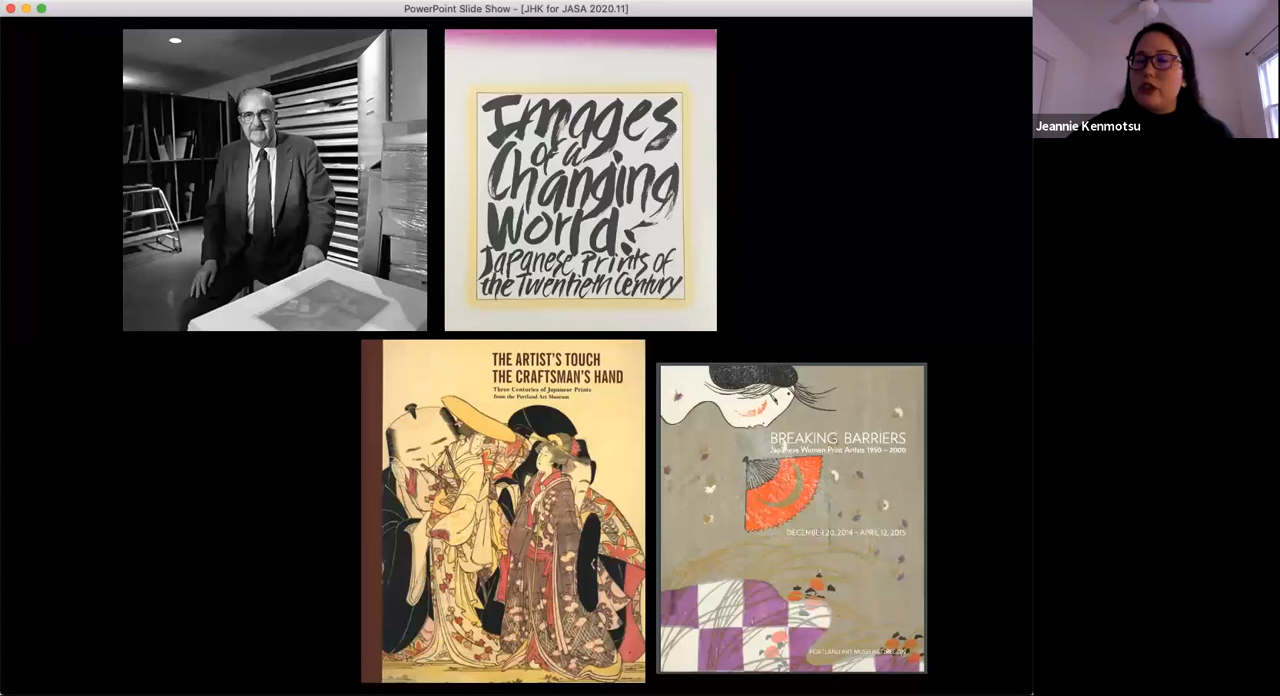 PowerPoint Slide Show - [JHK for JASA 2020.11]
Jeannie Kenmotsu
Images
of a
Changing
World:
Japanese Prints of
the Twentieth Century
THE ARTIST'S TOUCH
THE CRAFTSMAN'S HAND
Three Centuries of Japanese Prints
from the Portland Art Museum
BREAKING BARRIERS
Japanese Women Print Artists 1950 – 2000
DECEMBER 20, 2014 – APRIL 12, 2015
PORTLAND ART MUSEUM, OREGON